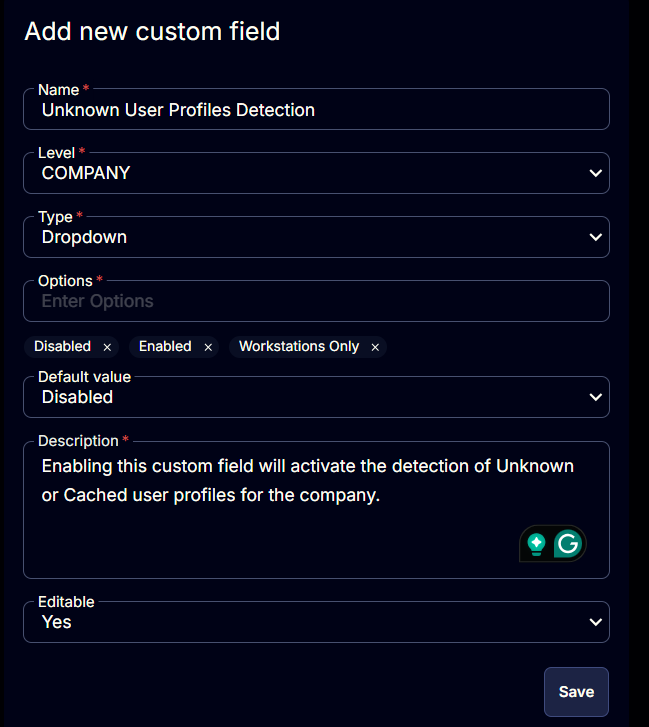 Add new custom field
Name *
Unknown User Profiles Detection
Level *
COMPANY
Type *
Dropdown
Options *
Enter Options
Disabled × Enabled × Workstations Only ×
Default value
Disabled
Description *
Enabling this custom field will activate the detection of Unknown
or Cached user profiles for the company.
Editable
Yes
Save